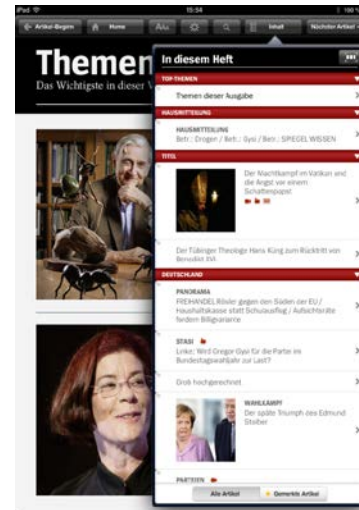 iPad
100 %
Artikel-Beginn
Home
AAA
Inhalt
Nächster Artikel
Themen
Das Wichtigste in dieser
In diesem Heft
TOP-THEMEN
Themen dieser Ausgabe
HAUSMITTEILUNG
HAUSMITTEILUNG
Betr.: Drogen / Betr.: Gysi / Betr.: SPIEGEL WISSEN
TITEL
Der Machtkampf im Vatikan und
die Angst vor einem
Schattenpapst
Der Tübinger Theologe Hans Küng zum Rücktritt von
Benedikt XVI.
DEUTSCHLAND
PANORAMA
FREIHANDEL Rösler gegen den Süden der EU /
Haushaltskasse statt Schulausflug / Aufsichtsräte
fordern Billigvariante
STASI
Linke: Wird Gregor Gysi für die Partei im
Bundestagswahljahr zur Last?
Grob hochgerechnet
WAHLKAMPF
Der späte Triumph des Edmund
Stoiber
PARTEIEN
Alle Artikel
Gemerkte Artikel